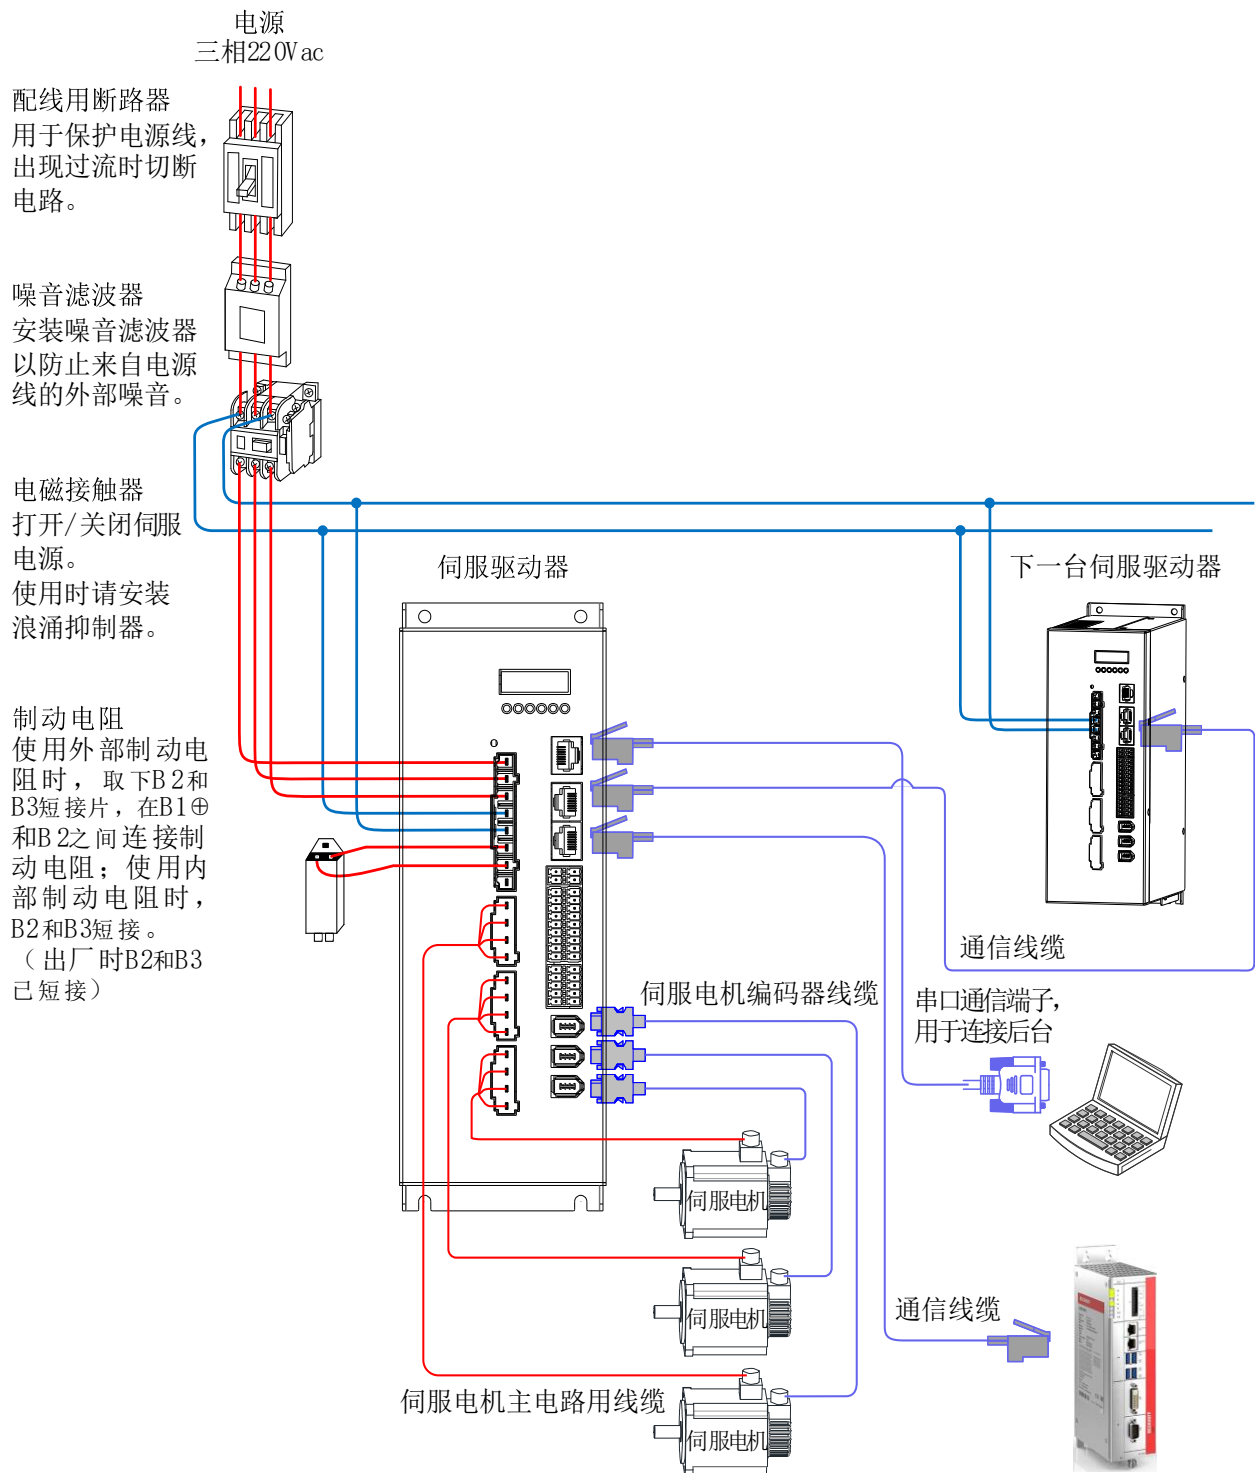 电源
三相220Vac
配线用断路器
用于保护电源线，
出现过流时切断
电路。
噪音滤波器
安装噪音滤波器
以防止来自电源
线的外部噪音。
电磁接触器
打开/关闭伺服
电源。
使用时请安装
浪涌抑制器。
伺服驱动器
下一台伺服驱动器
制动电阻
使用外部制动电
阻时，取下B2和
B3短接片，在B1⊕
和B2之间连接制
动电阻；使用内
部制动电阻时，
B2和B3短接。
（出厂时B2和B3
已短接）
通信线缆
伺服电机编码器线缆
串口通信端子，
用于连接后台
伺服电机
伺服电机
通信线缆
伺服电机主电路用线缆
伺服电机